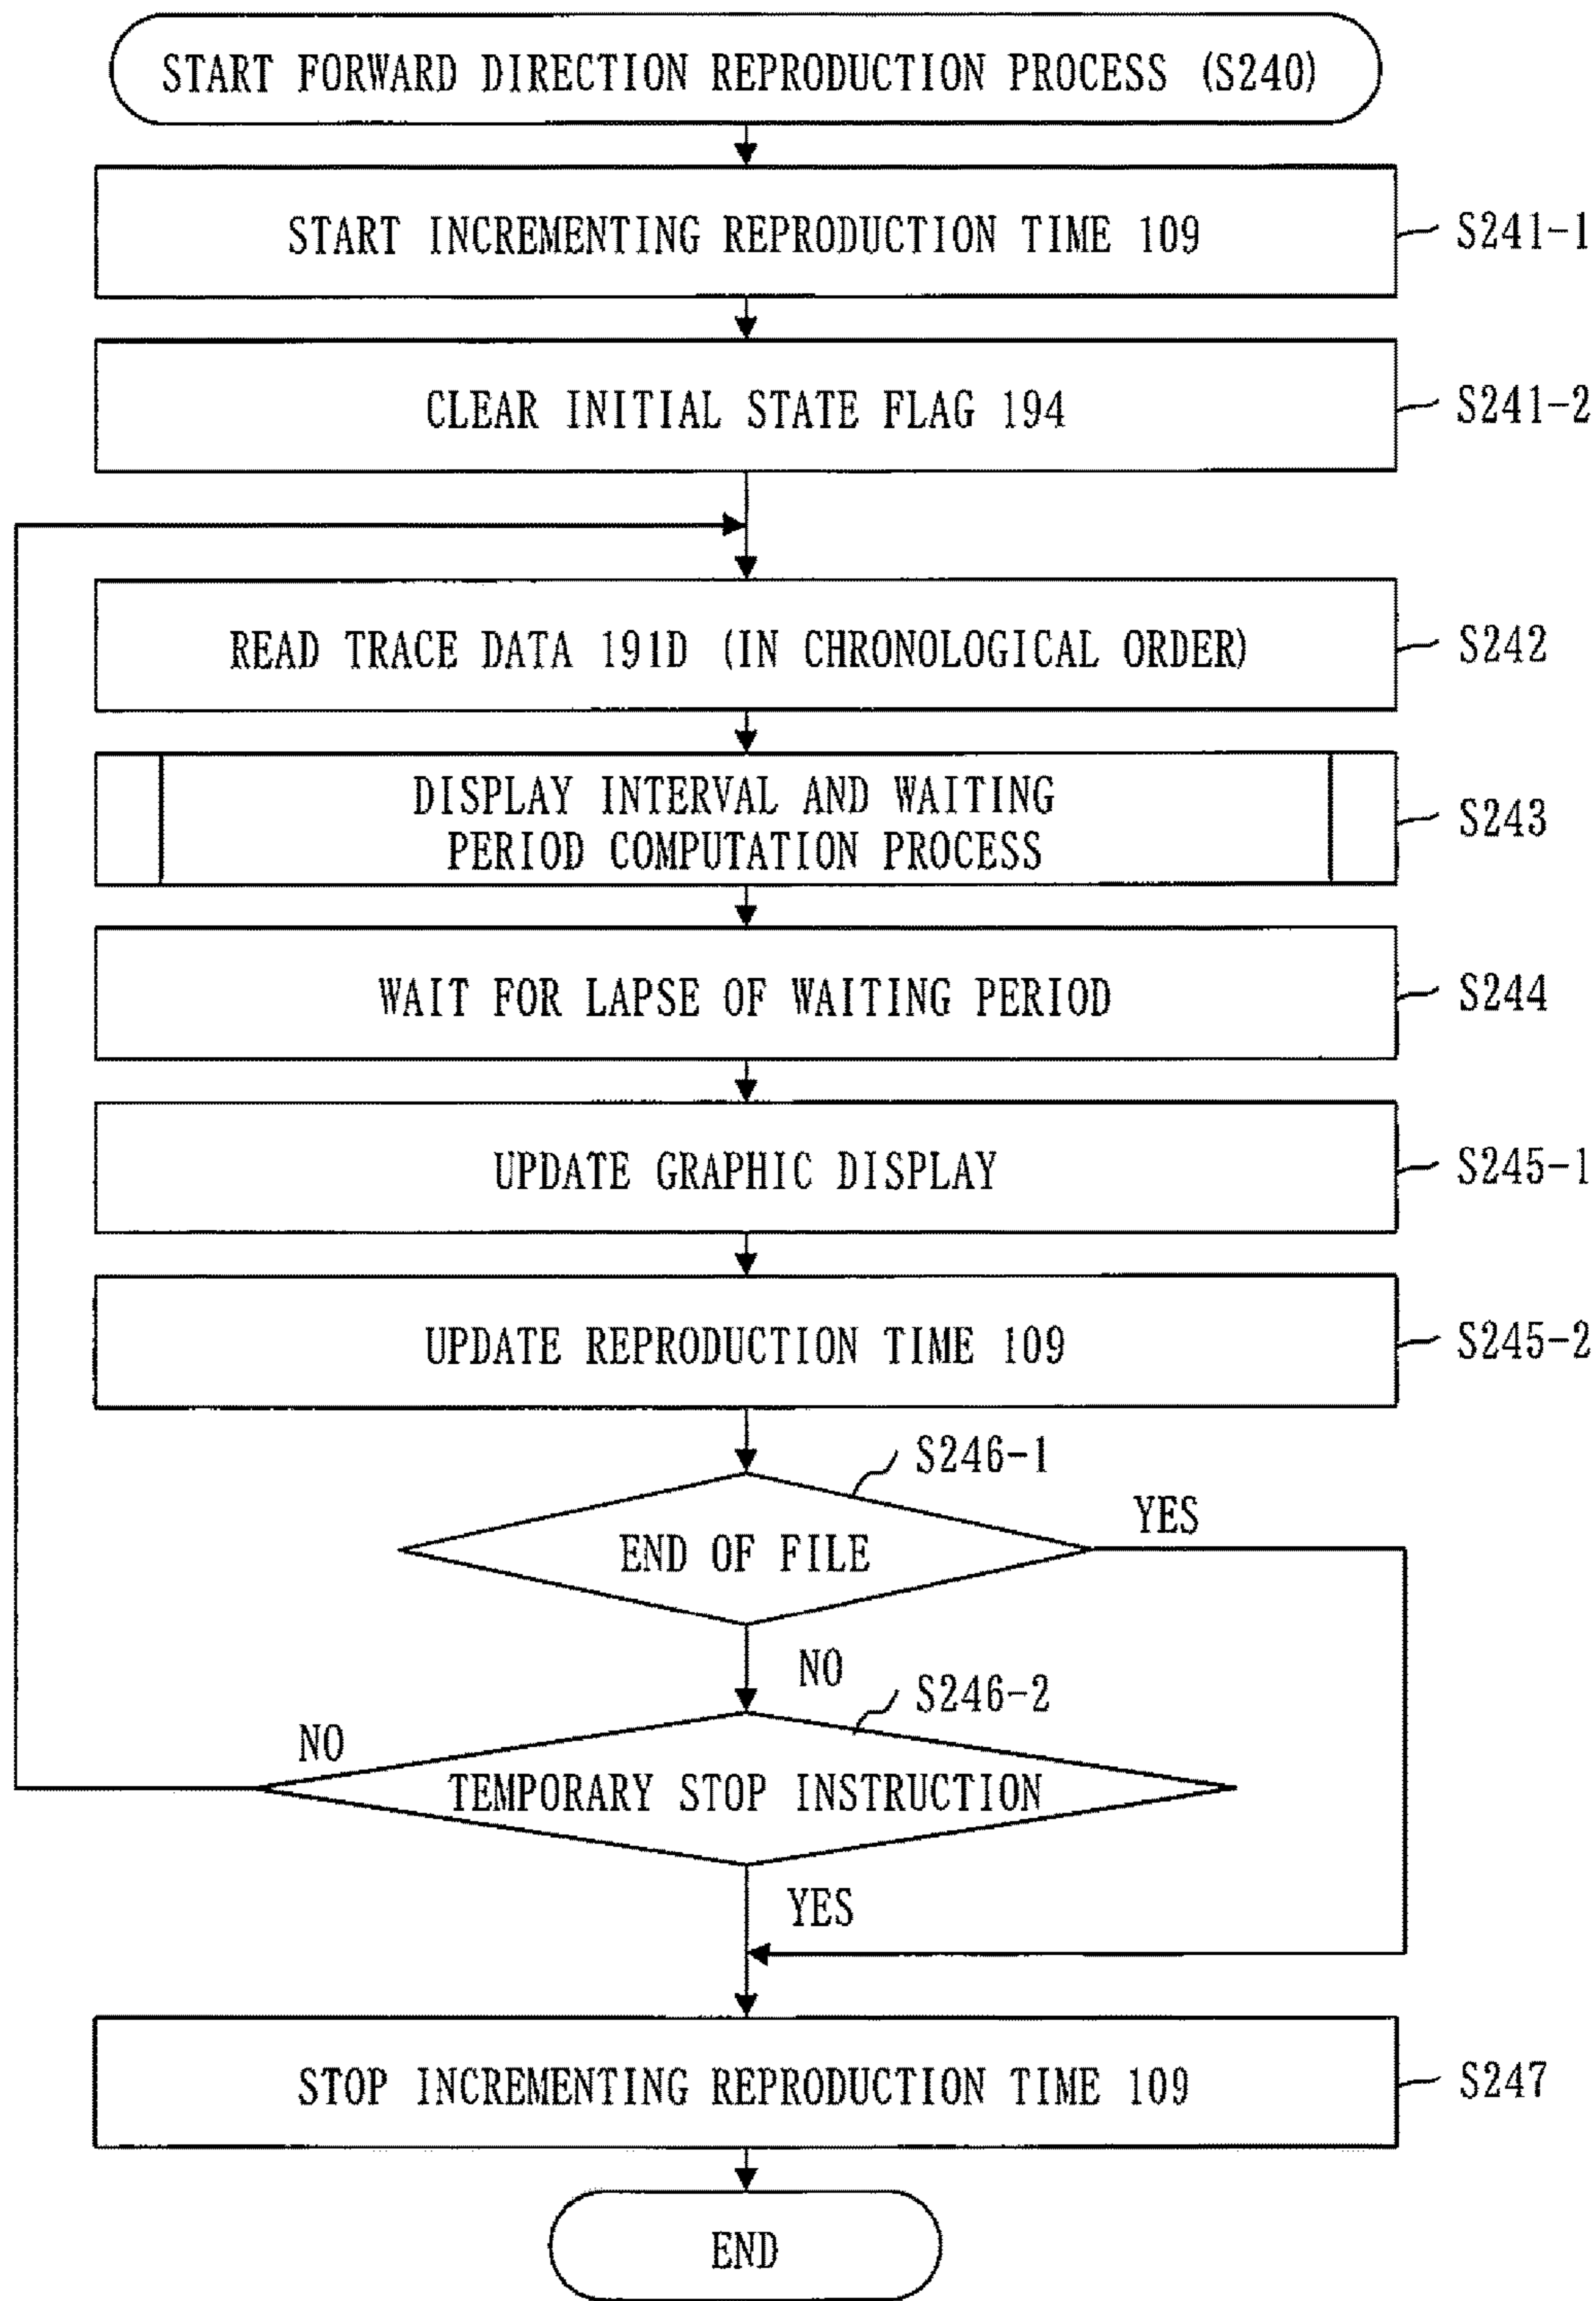 START FORWARD DIRECTION REPRODUCTION PROCESS (S240)
START INCREMENTING REPRODUCTION TIME 109
S241-1
CLEAR INITIAL STATE FLAG 194
S241-2
READ TRACE DATA 191D (IN CHRONOLOGICAL ORDER)
S242
DISPLAY INTERVAL AND WAITING
PERIOD COMPUTATION PROCESS
S243
WAIT FOR LAPSE OF WAITING PERIOD
S244
UPDATE GRAPHIC DISPLAY
S245-1
UPDATE REPRODUCTION TIME 109
S245-2
S246-1
END OF FILE
YES
NO
S246-2
NO
TEMPORARY STOP INSTRUCTION
YES
STOP INCREMENTING REPRODUCTION TIME 109
S247
END